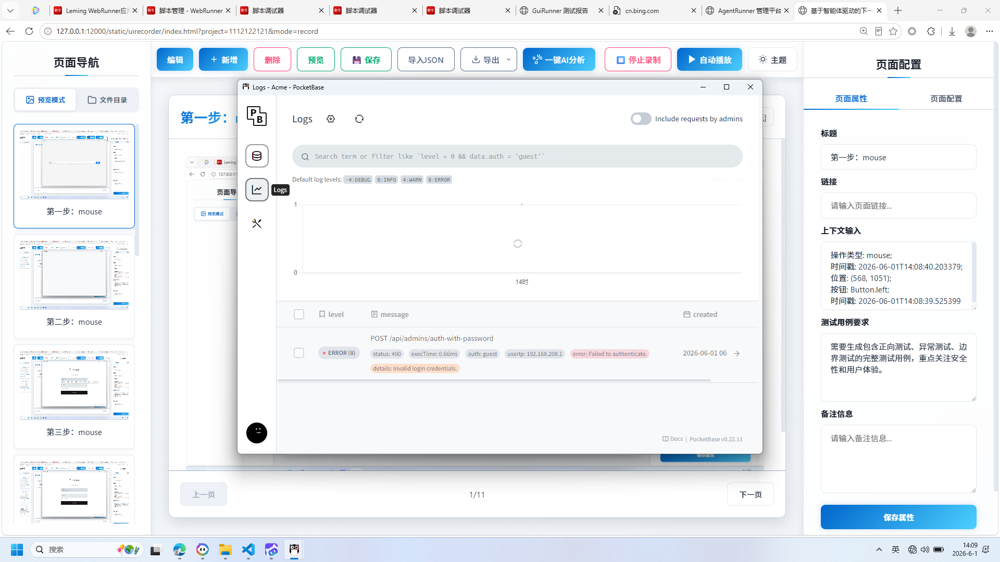 Leming WebRunner应
脚本管理 - WebRunner
脚本调试器
脚本调试器
脚本调试器
GuiRunner 测试报告
cn.bing.com
AgentRunner 管理平台
基于智能体驱动的下一
127.0.0.1:12000/static/uirecorder/index.html?project=1112122121&mode=record
页面导航
预览模式
文件目录
第一步：mouse
第二步：mouse
第三步：mouse
编辑
新增
删除
预览
保存
导入JSON
导出
一键AI分析
停止录制
自动播放
主题
第一步：
Leming
127.0.0.1:1
页面导
预览模式
Logs - Acme - PocketBase
P
B
Logs
Logs
Include requests by admins
Search term or filter like `level > 0 && data.auth = 'guest'`
Default log levels: -4:DEBUG 0:INFO 4:WARN 8:ERROR
1
0
14时
level
message
created
POST /api/admins/auth-with-password
ERROR (8)
status: 400
execTime: 0.66ms
auth: guest
userIp: 192.168.208.1
error: Failed to authenticate.
details: Invalid login credentials.
2026-06-01 06
Docs | PocketBase v0.22.11
保存属性
上一页
1/11
下一页
页面配置
页面属性
页面配置
标题
第一步：mouse
链接
请输入页面链接...
上下文输入
操作类型: mouse;
时间戳: 2026-06-01T14:08:40.203379;
位置: (568, 1051);
按钮: Button.left;
时间戳: 2026-06-01T14:08:39.525399
测试用例要求
需要生成包含正向测试、异常测试、边
界测试的完整测试用例，重点关注安全
性和用户体验。
备注信息
请输入备注信息...
保存属性
搜索
英
14:09
2026-6-1